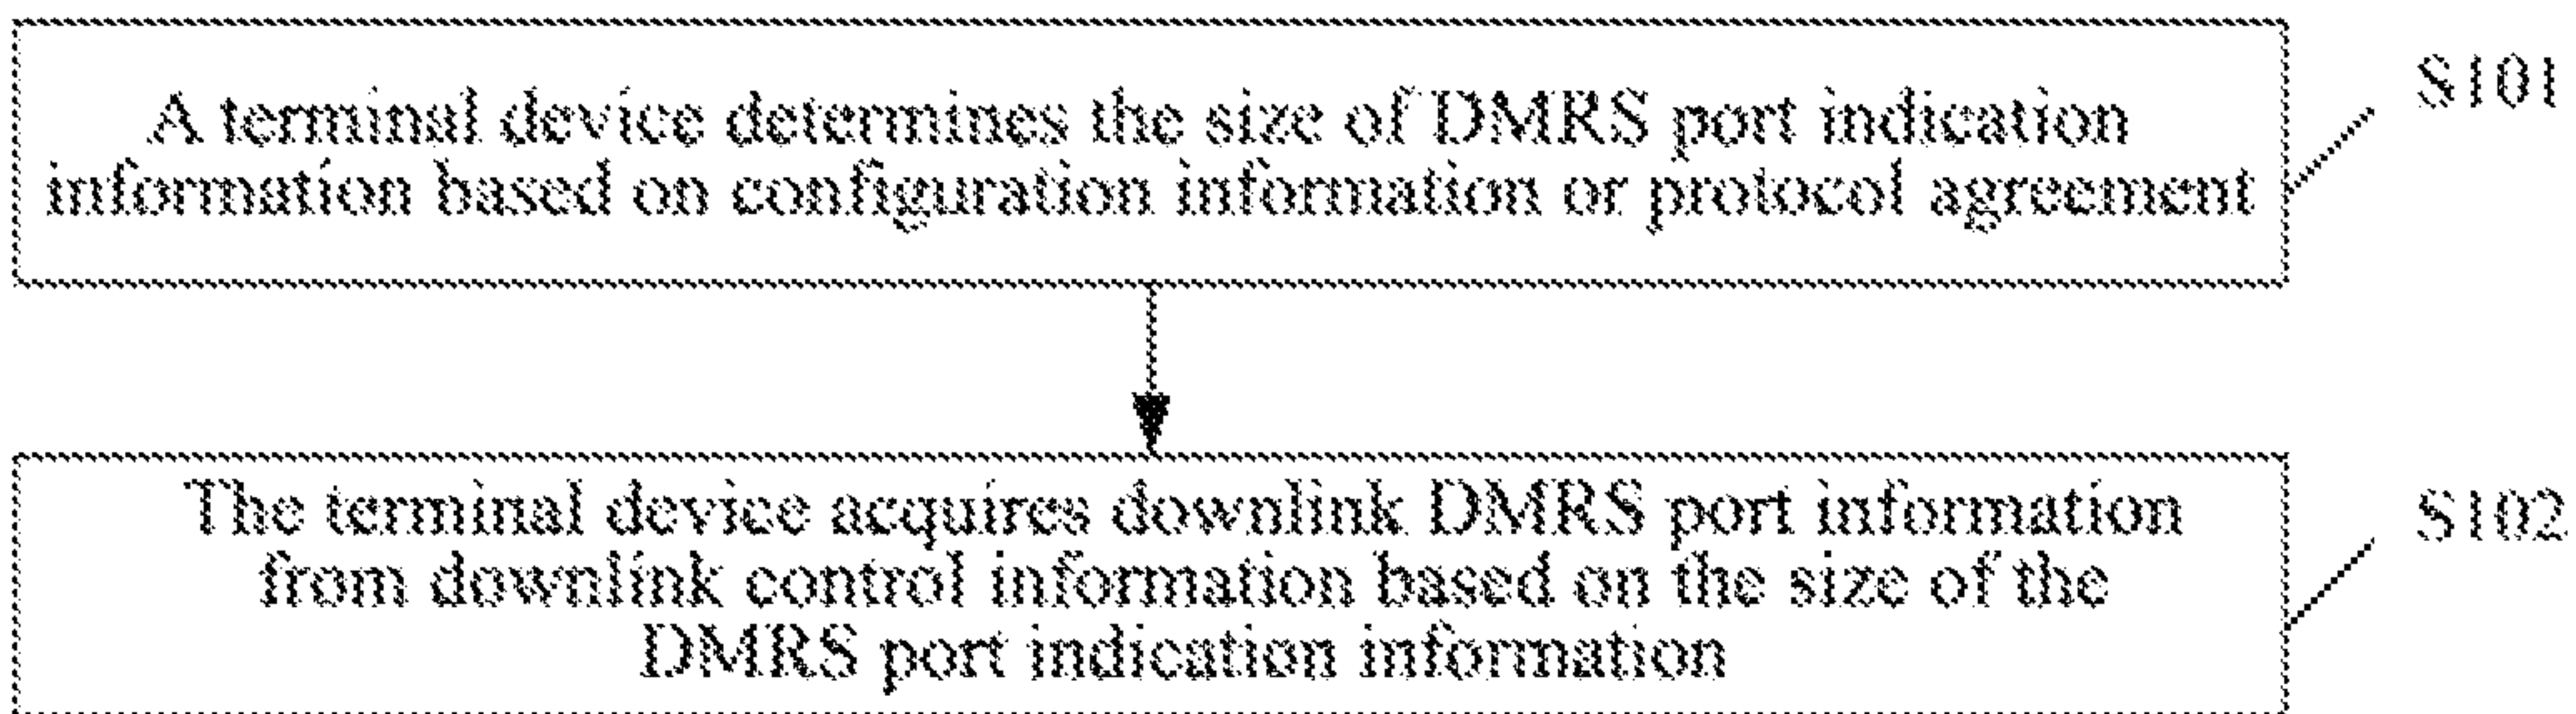 A terminal device determines the size of DMRS port indication
information based on configuration information or protocol agreement
S101
The terminal device acquires downlink DMRS port information
from downlink control information based on the size of the
DMRS port indication information
S102